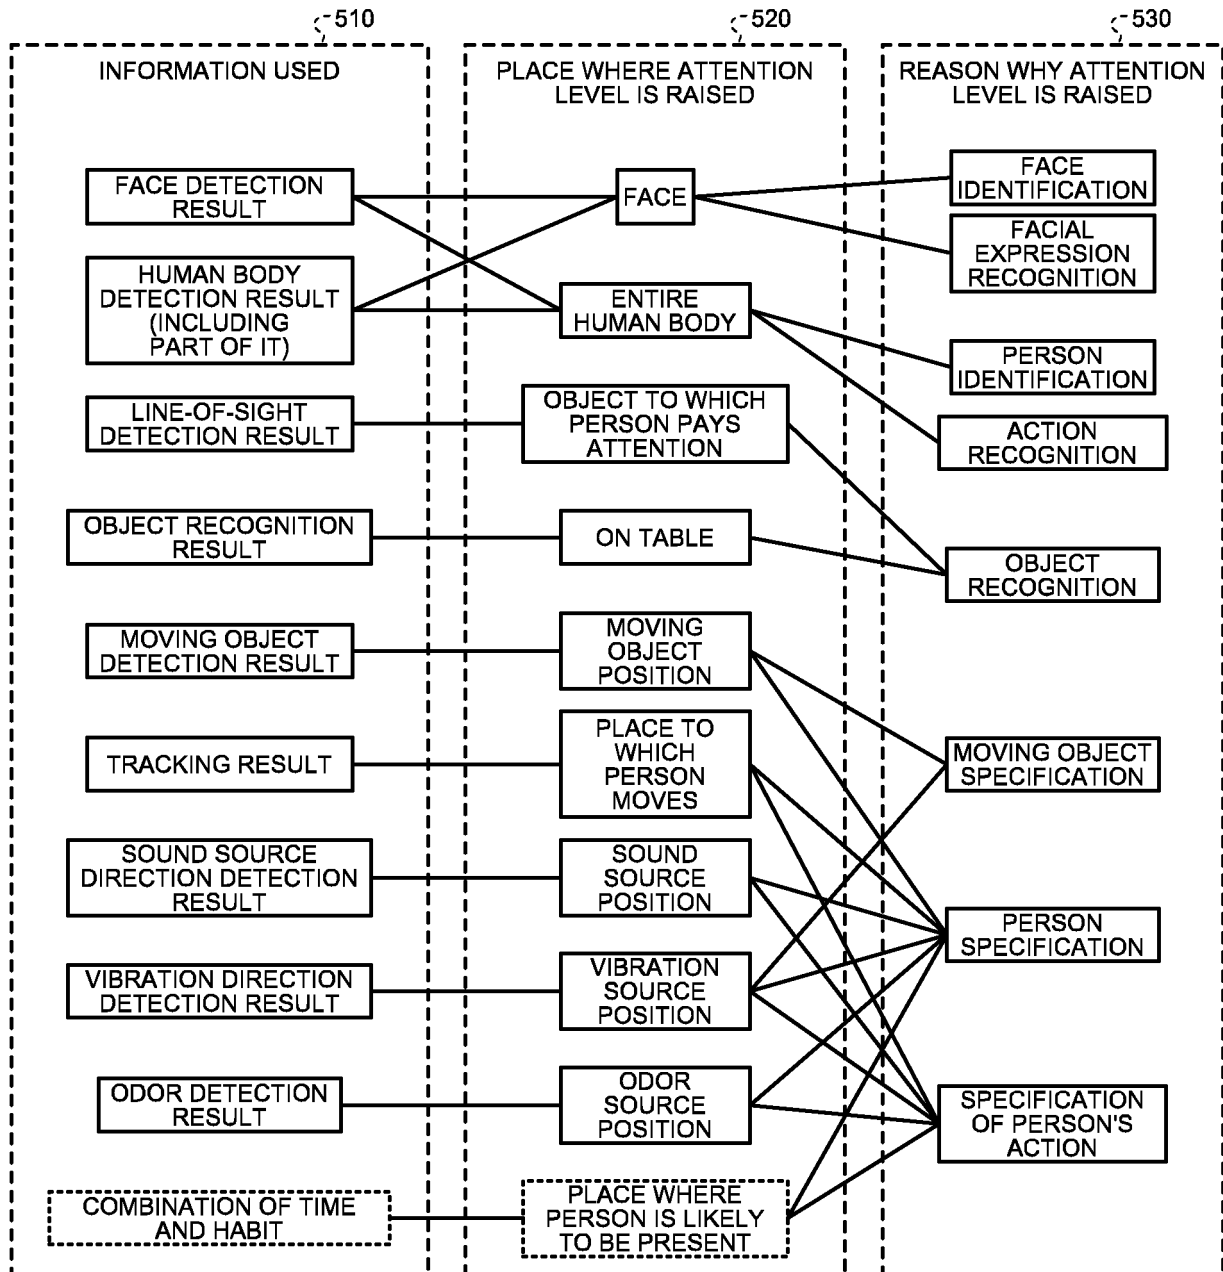 510
520
530
INFORMATION USED
PLACE WHERE ATTENTION
LEVEL IS RAISED
REASON WHY ATTENTION
LEVEL IS RAISED
FACE DETECTION
RESULT
HUMAN BODY
DETECTION RESULT
(INCLUDING
PART OF IT)
LINE-OF-SIGHT
DETECTION RESULT
OBJECT RECOGNITION
RESULT
MOVING OBJECT
DETECTION RESULT
TRACKING RESULT
SOUND SOURCE
DIRECTION DETECTION
RESULT
VIBRATION DIRECTION
DETECTION RESULT
ODOR DETECTION
RESULT
COMBINATION OF TIME
AND HABIT
FACE
ENTIRE
HUMAN BODY
OBJECT TO WHICH
PERSON PAYS
ATTENTION
ON TABLE
MOVING
OBJECT
POSITION
PLACE TO
WHICH
PERSON
MOVES
SOUND
SOURCE
POSITION
VIBRATION
SOURCE
POSITION
ODOR
SOURCE
POSITION
PLACE WHERE
PERSON IS LIKELY
TO BE PRESENT
FACE
IDENTIFICATION
FACIAL
EXPRESSION
RECOGNITION
PERSON
IDENTIFICATION
ACTION
RECOGNITION
OBJECT
RECOGNITION
MOVING OBJECT
SPECIFICATION
PERSON
SPECIFICATION
SPECIFICATION
OF PERSON'S
ACTION